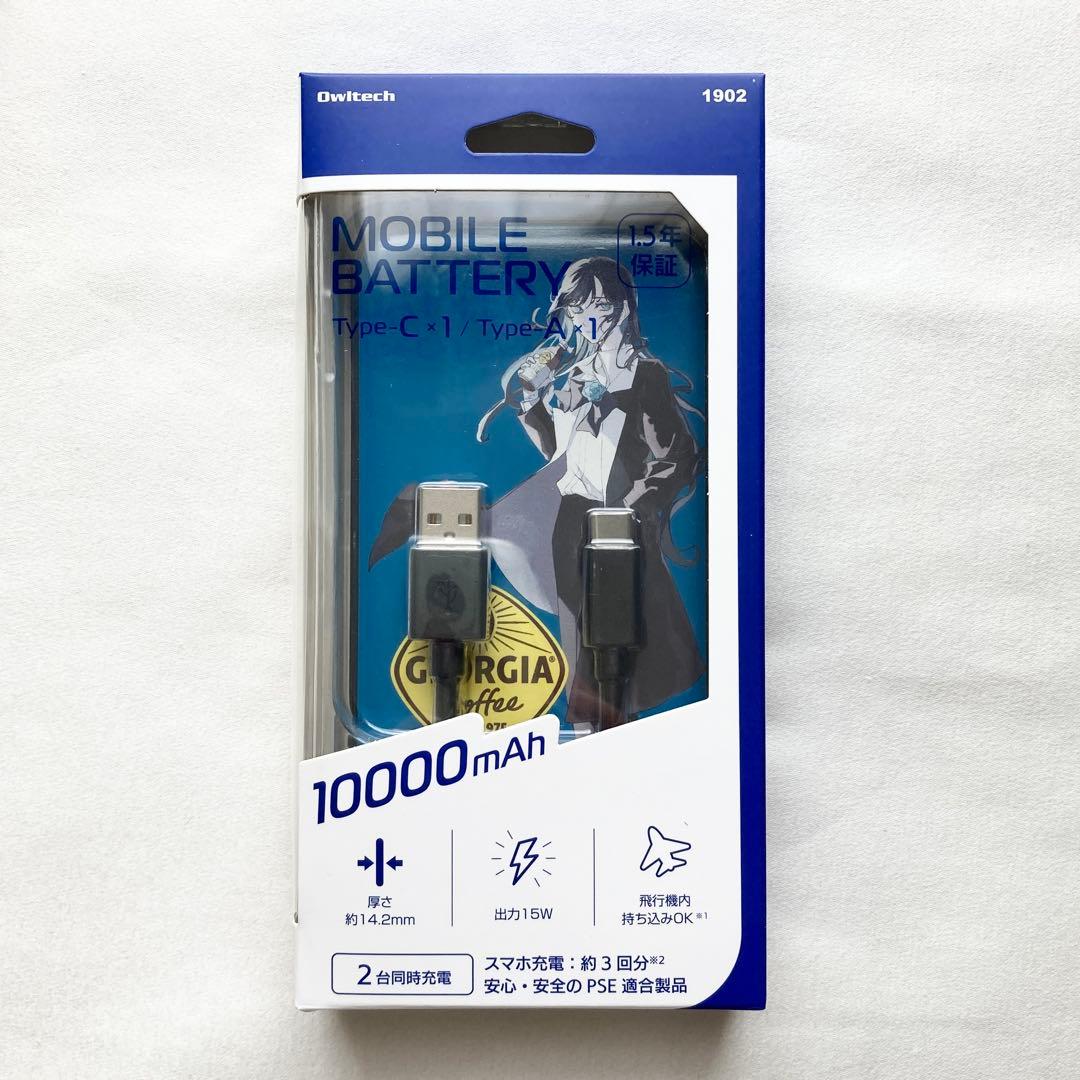 Owltech
1902
MOBILE
BATTERY
1.5年
保証
Type-C×1 / Type-A×1
GEORGIA®
Coffee
10000mAh
厚さ
約14.2mm
出力15W
飛行機内
持ち込みOK※1
2台同時充電
スマホ充電：約3回分※2
安心・安全のPSE適合製品